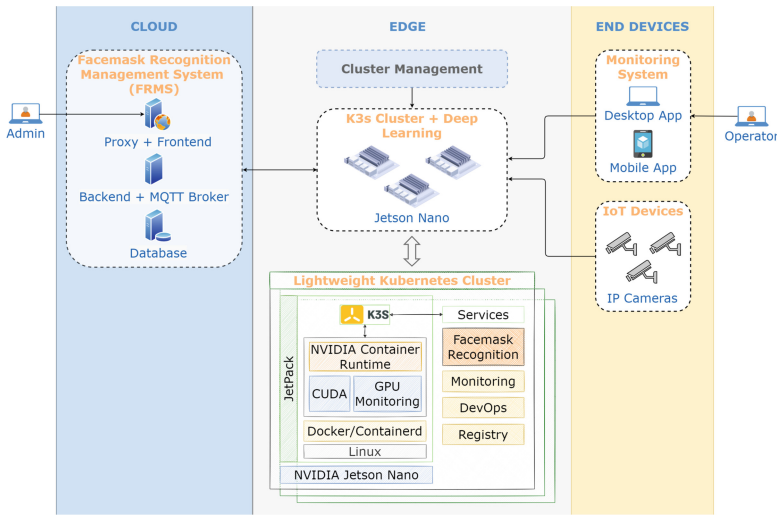 CLOUD
EDGE
END DEVICES
Facemask Recognition
Management System
(FRMS)
Admin
Proxy + Frontend
Backend + MQTT Broker
Database
Cluster Management
K3s Cluster + Deep
Learning
Jetson Nano
Monitoring
System
Desktop App
Mobile App
Operator
IoT Devices
IP Cameras
Lightweight Kubernetes Cluster
JetPack
K3S
NVIDIA Container
Runtime
CUDA
GPU
Monitoring
Docker/Containerd
Linux
NVIDIA Jetson Nano
Services
Facemask
Recognition
Monitoring
DevOps
Registry